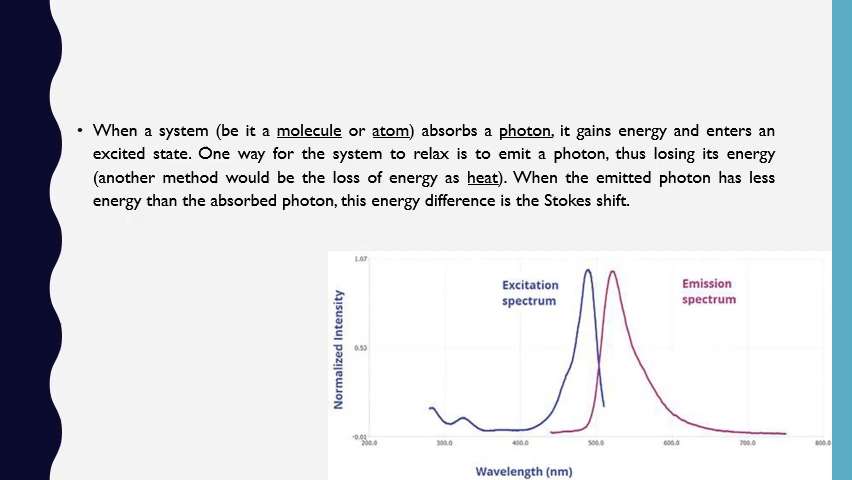 • When a system (be it a molecule or atom) absorbs a photon, it gains energy and enters an
excited state. One way for the system to relax is to emit a photon, thus losing its energy
(another method would be the loss of energy as heat). When the emitted photon has less
energy than the absorbed photon, this energy difference is the Stokes shift.
1.07
Excitation
spectrum
Emission
spectrum
Normalized Intensity
0.53
-0.01
200.0 300.0 400.0 500.0 600.0 700.0 800.0
Wavelength (nm)